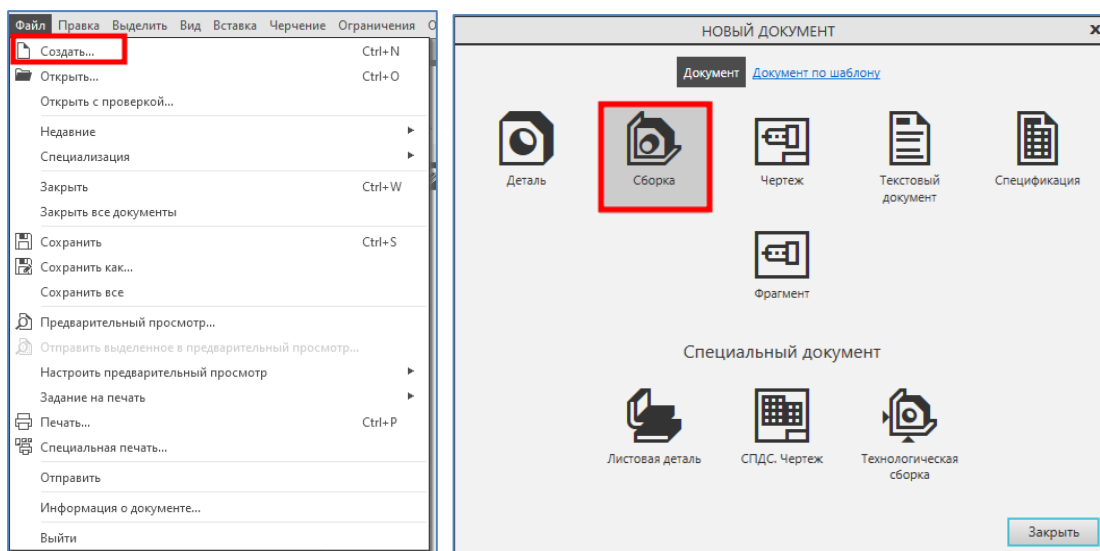 Файл Правка Выделить Вид Вставка Черчение Ограничения
Создать... Ctrl+N
Открыть... Ctrl+O
Открыть с проверкой...
Недавние
Специализация
Закрыть Ctrl+W
Закрыть все документы
Сохранить Ctrl+S
Сохранить как...
Сохранить все
Предварительный просмотр...
Отправить выделенное в предварительный просмотр...
Настроить предварительный просмотр
Задание на печать
Печать... Ctrl+P
Специальная печать...
Отправить
Информация о документе...
Выйти
НОВЫЙ ДОКУМЕНТ
Документ Документ по шаблону
Деталь Сборка Чертеж Текстовый документ Спецификация
Фрагмент
Специальный документ
Листовая деталь СПДС. Чертеж Технологическая сборка
Закрыть